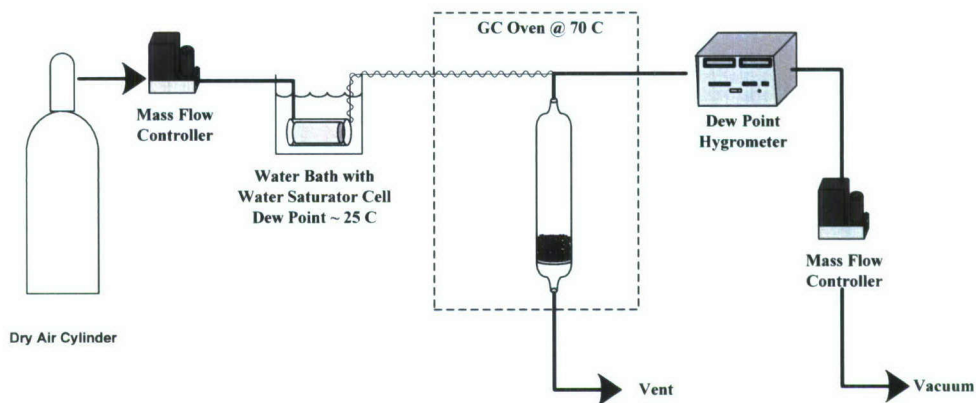 GC Oven @ 70 C
Mass Flow
Controller
Water Bath with
Water Saturator Cell
Dew Point ~ 25 C
Dew Point
Hygrometer
Mass Flow
Controller
Dry Air Cylinder
Vent
Vacuum